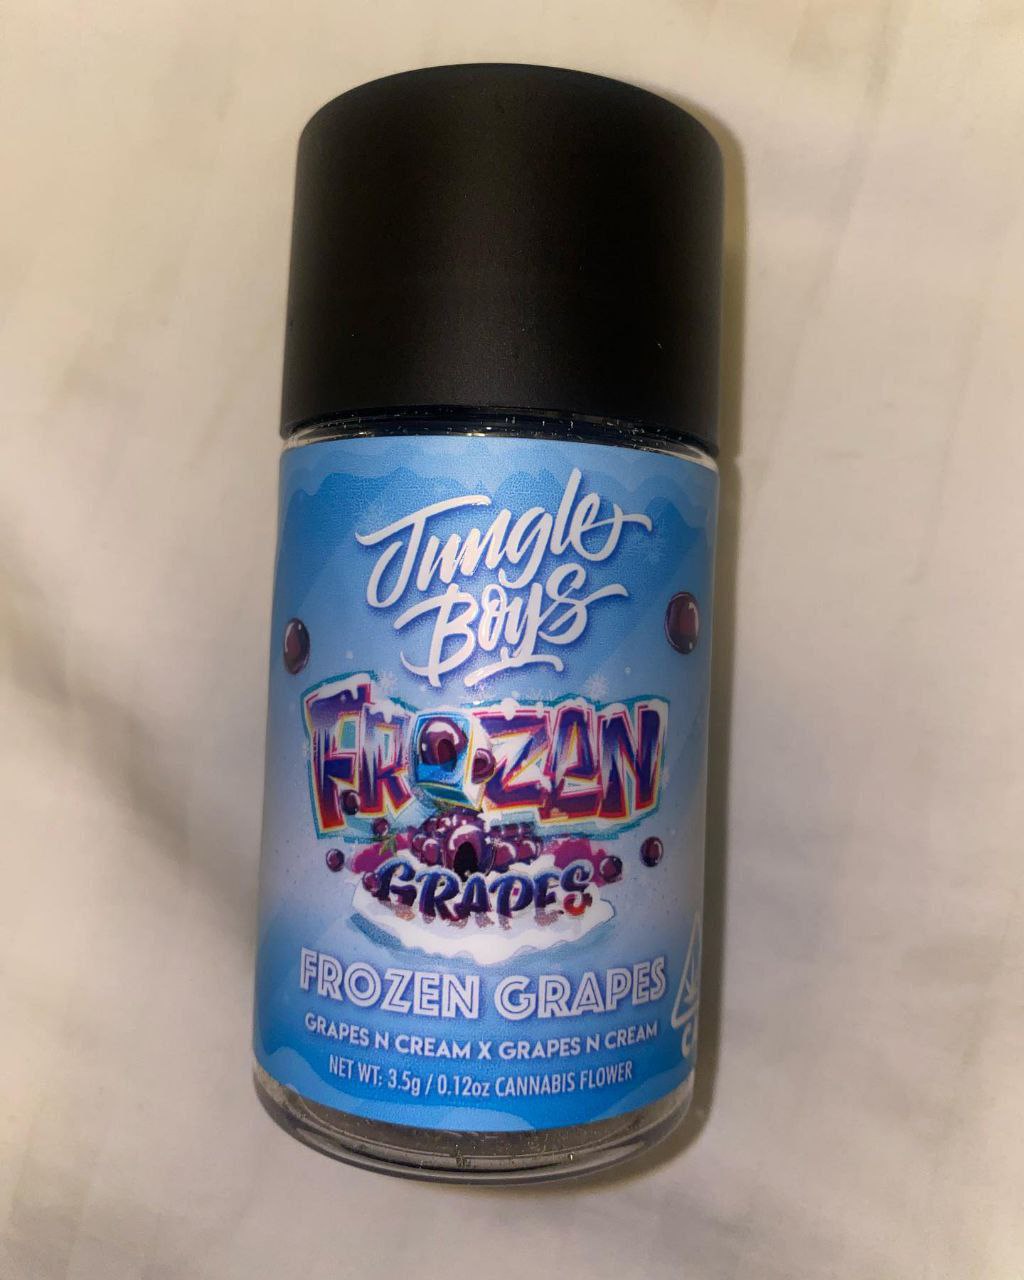 Jungle
Boys
FROZEN
GRAPES
FROZEN GRAPES
GRAPES N CREAM X GRAPES N CREAM
NET WT: 3.5g / 0.12oz CANNABIS FLOWER